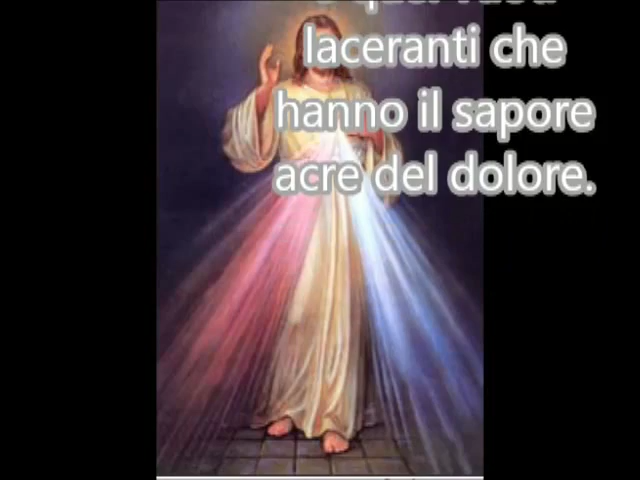 laceranti che
hanno il sapore
acre del dolore.